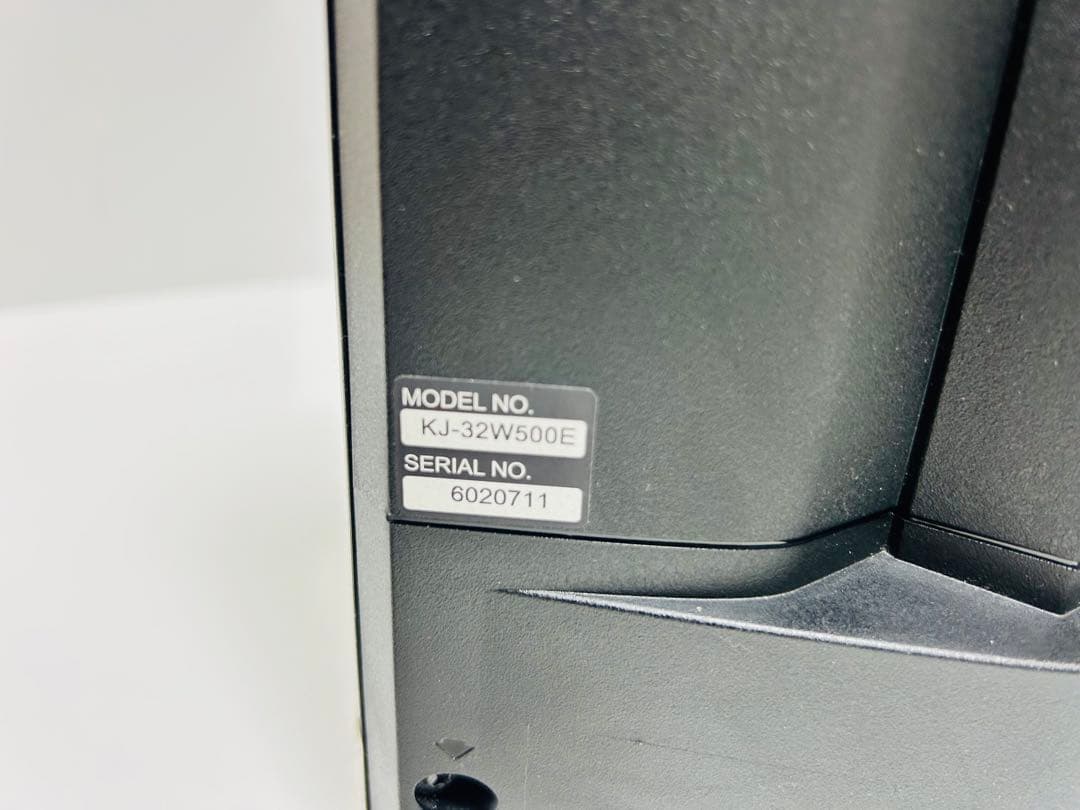 MODEL NO.
KJ-32W500E
SERIAL NO.
6020711